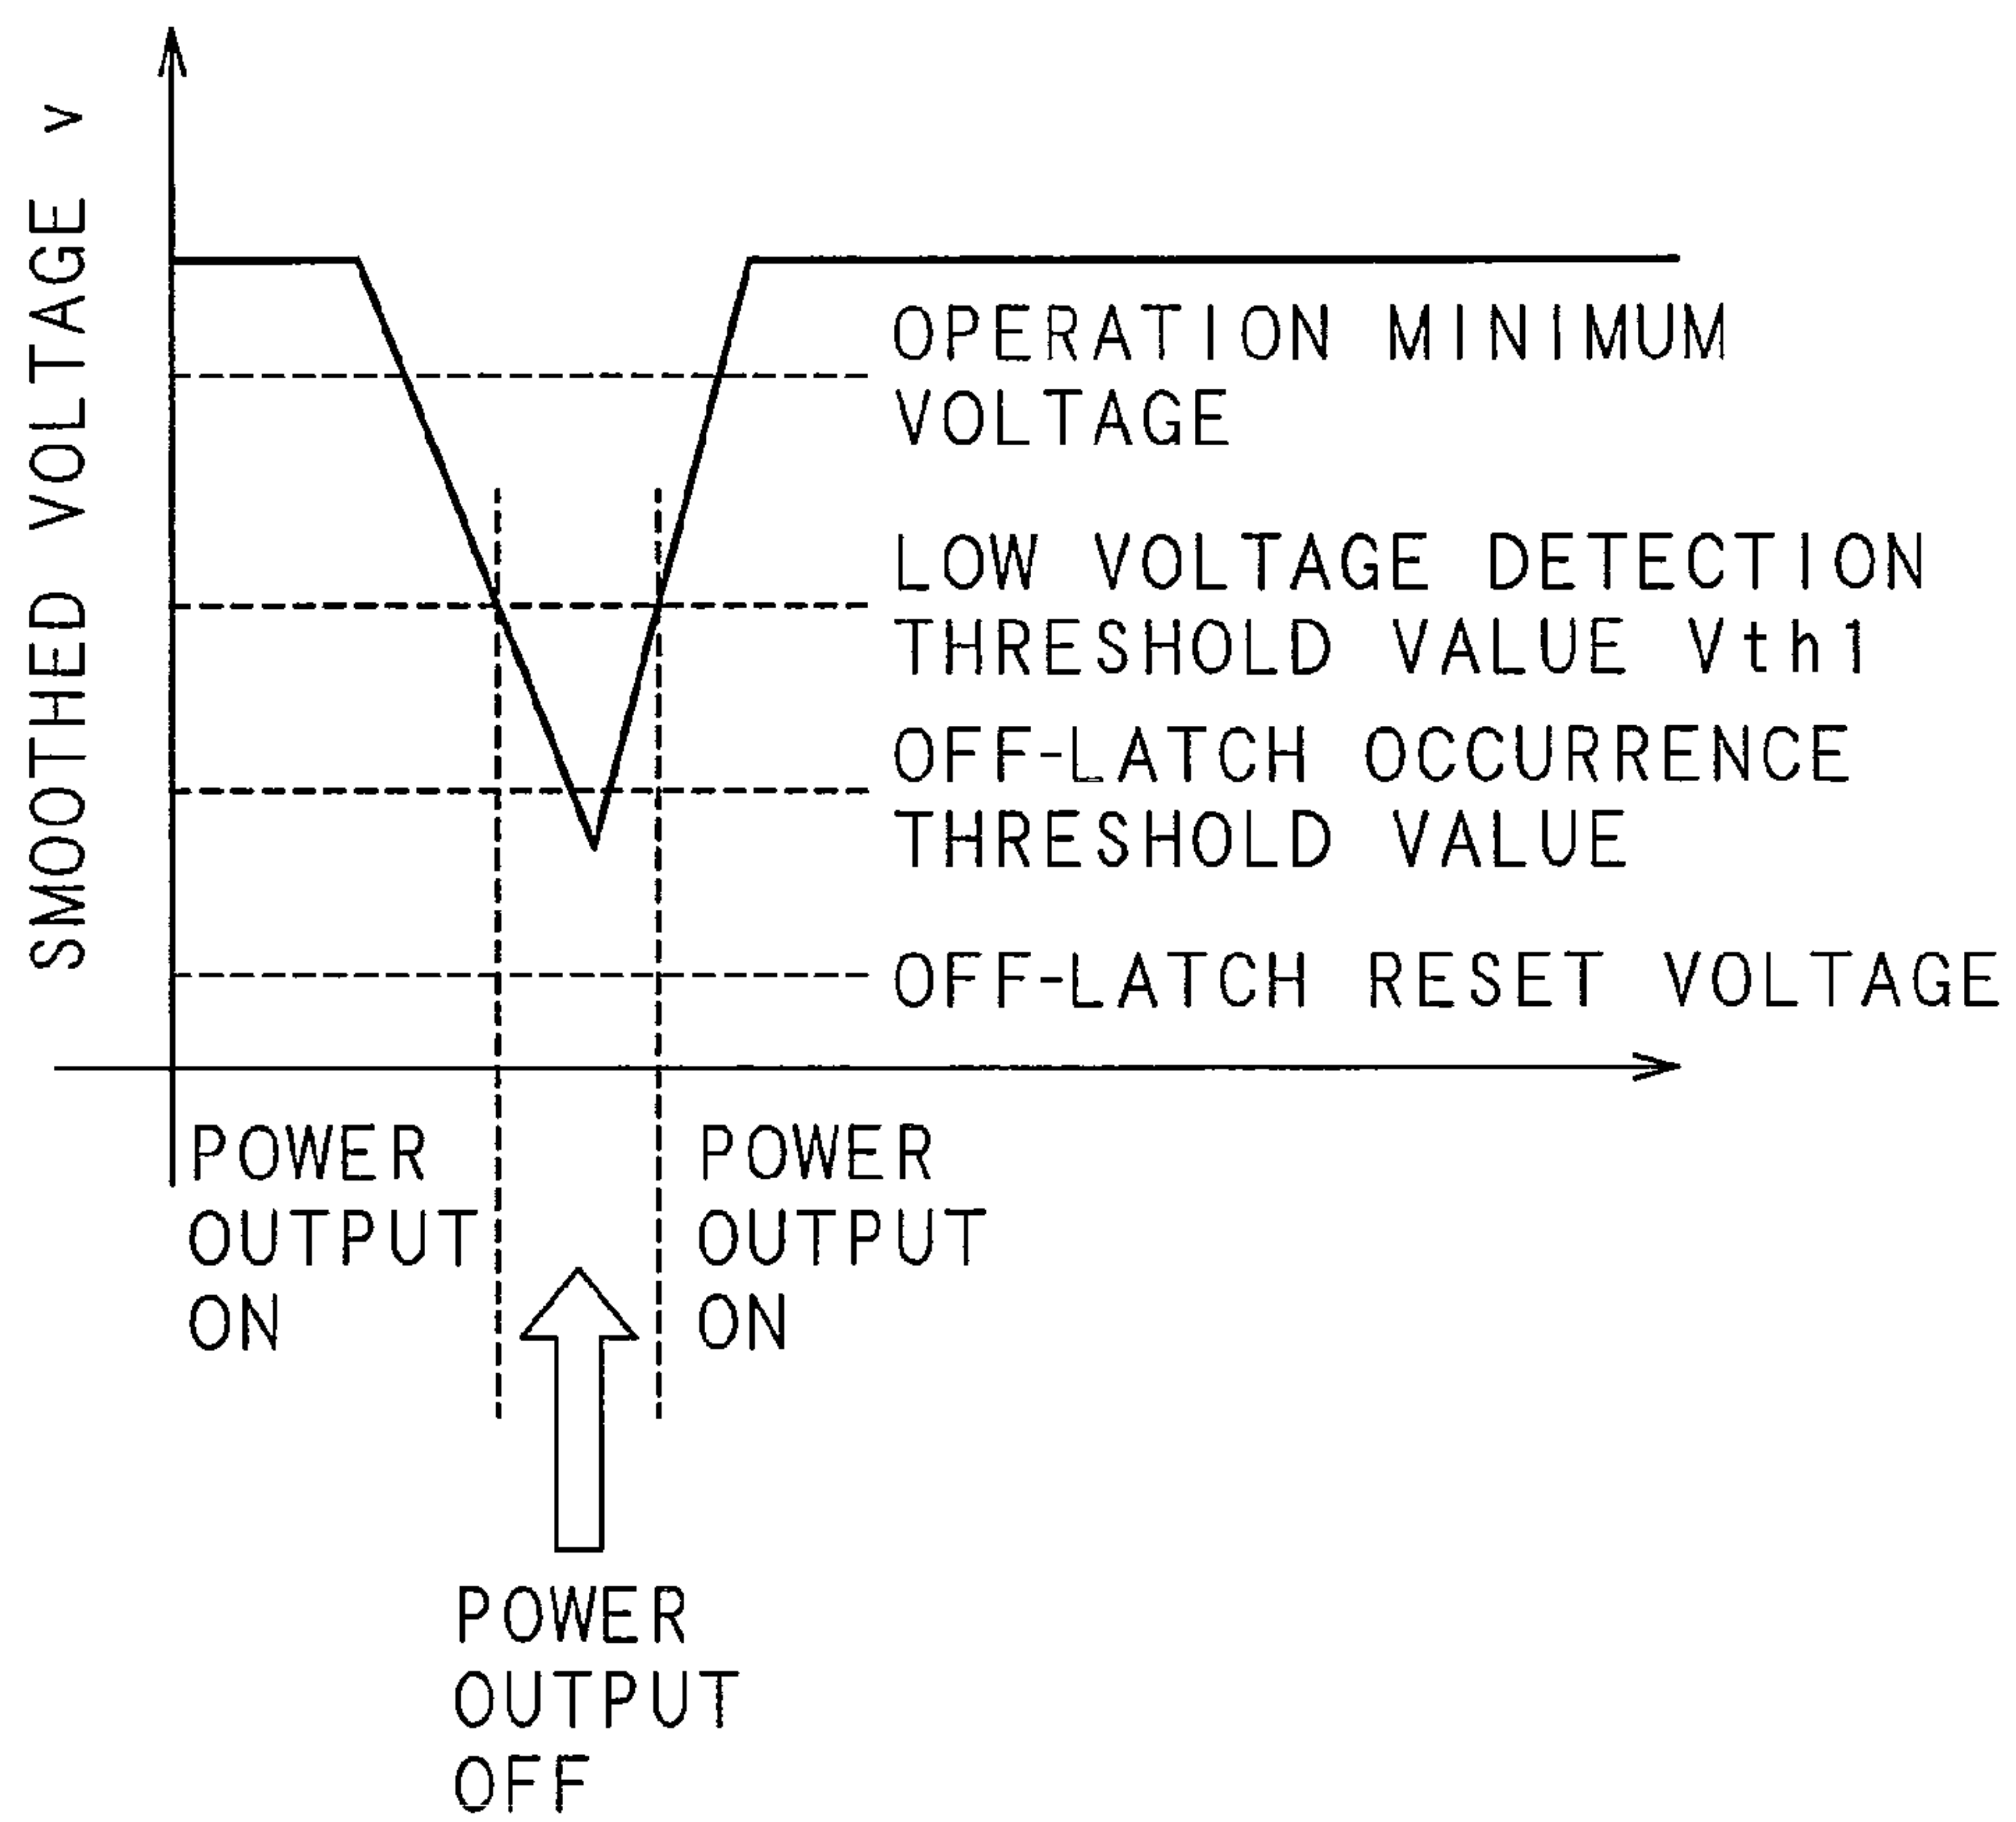 SMOOTHED VOLTAGE v
OPERATION MINIMUM
VOLTAGE
LOW VOLTAGE DETECTION
THRESHOLD VALUE Vth1
OFF-LATCH OCCURRENCE
THRESHOLD VALUE
OFF-LATCH RESET VOLTAGE
POWER
OUTPUT
ON
POWER
OUTPUT
ON
POWER
OUTPUT
OFF